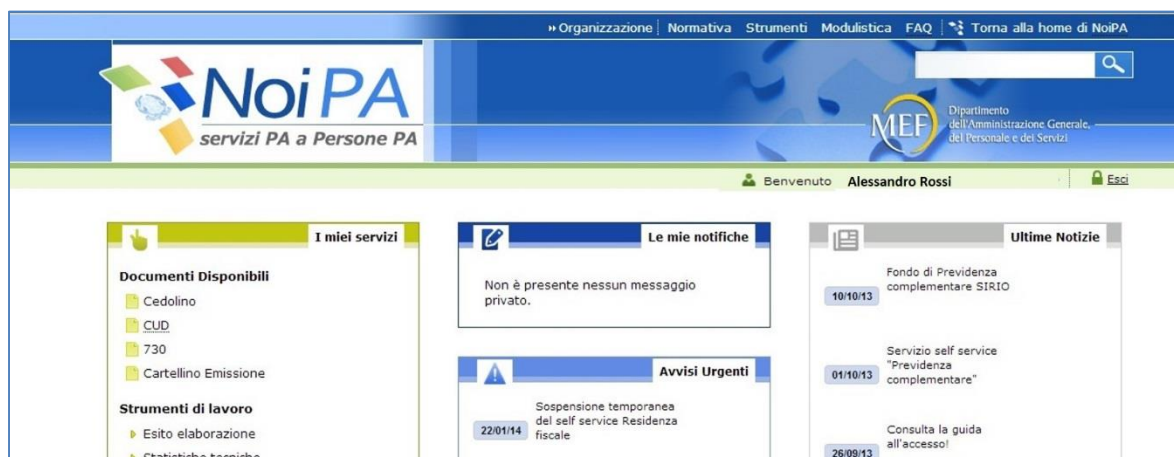 Organizzazione Normativa Strumenti Modulistica FAQ Torna alla home di NoiPA
NoiPA
servizi PA a Persone PA
MEF
Dipartimento
dell'Amministrazione Generale,
del Personale e dei Servizi
Benvenuto Alessandro Rossi Esci
I miei servizi
Documenti Disponibili
Cedolino
CUD
730
Cartellino Emissione
Strumenti di lavoro
Esito elaborazione
Statistiche tecniche
Le mie notifiche
Non è presente nessun messaggio
privato.
Avvisi Urgenti
22/01/14
Sospensione temporanea
del self service Residenza
fiscale
Ultime Notizie
10/10/13
Fondo di Previdenza
complementare SIRIO
01/10/13
Servizio self service
"Previdenza
complementare"
26/09/13
Consulta la guida
all'accesso!